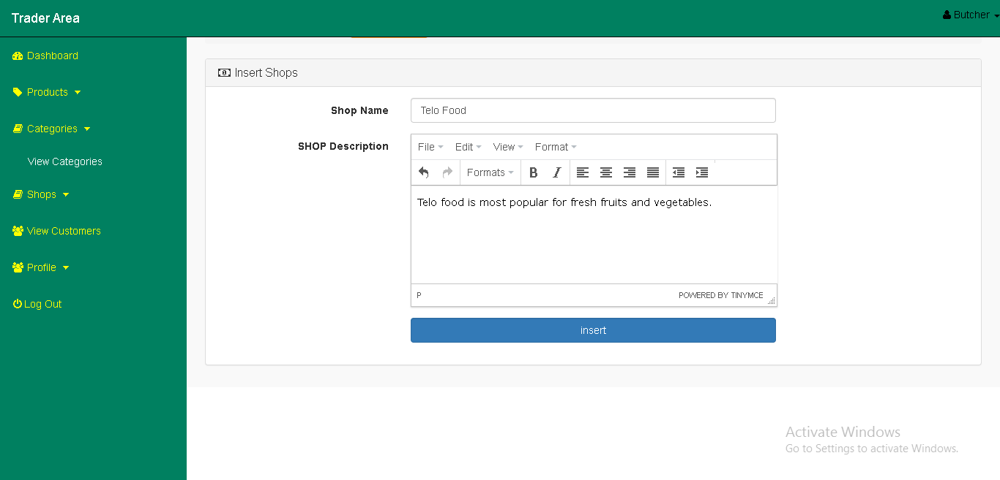 Trader Area
Butcher
Dashboard
Products
Categories
View Categories
Shops
View Customers
Profile
Log Out
Insert Shops
Shop Name
Telo Food
SHOP Description
File Edit View Format
Formats B I
Telo food is most popular for fresh fruits and vegetables.
P POWERED BY TINYMCE
insert
Activate Windows
Go to Settings to activate Windows.